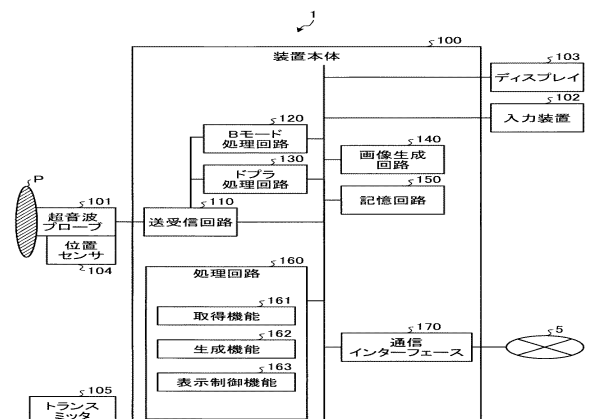 1
100
装置本体
103
ディスプレイ
102
入力装置
120
Bモード
処理回路
140
画像生成
回路
130
ドプラ
処理回路
150
記憶回路
P
101
超音波
プローブ
110
送受信回路
位置
センサ
104
160
処理回路
161
取得機能
162
生成機能
163
表示制御機能
170
通信
インターフェース
5
105
トランス
ミッタ